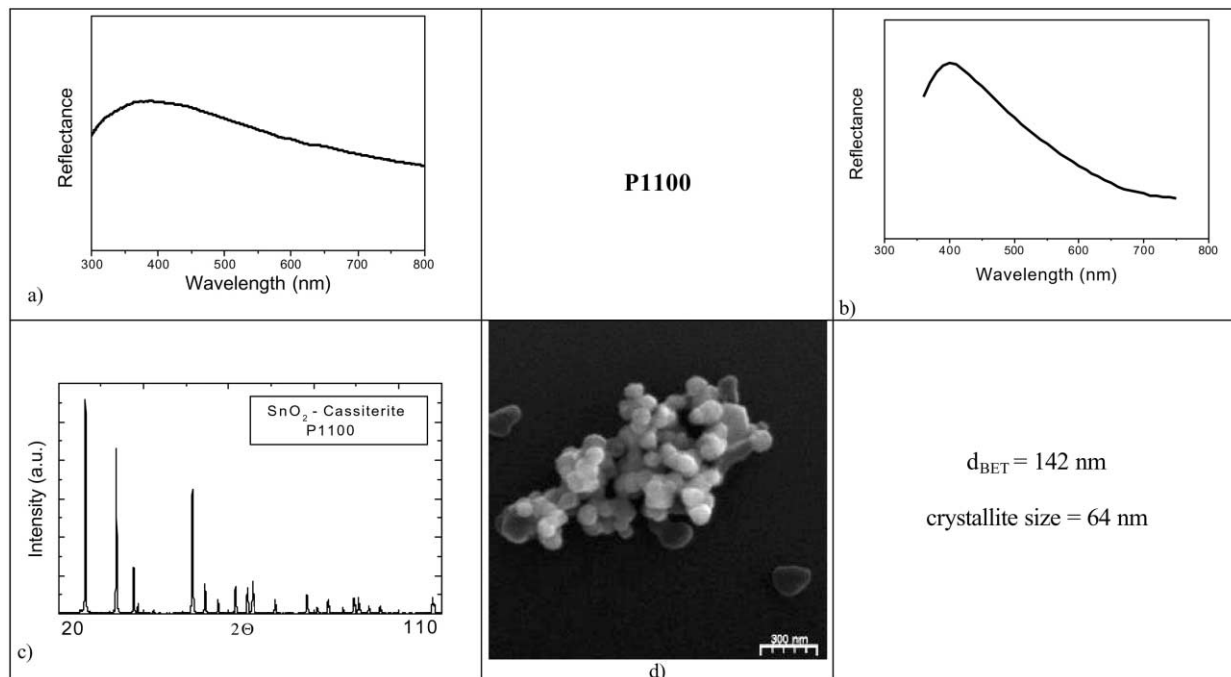 Reflectance
300 400 500 600 700 800
Wavelength (nm)
a)
P1100
Reflectance
300 400 500 600 700 800
Wavelength (nm)
b)
Intensity (a.u.)
SnO₂ - Cassiterite
P1100
20 2Θ 110
c)
300 nm
d)
d_BET = 142 nm
crystallite size = 64 nm